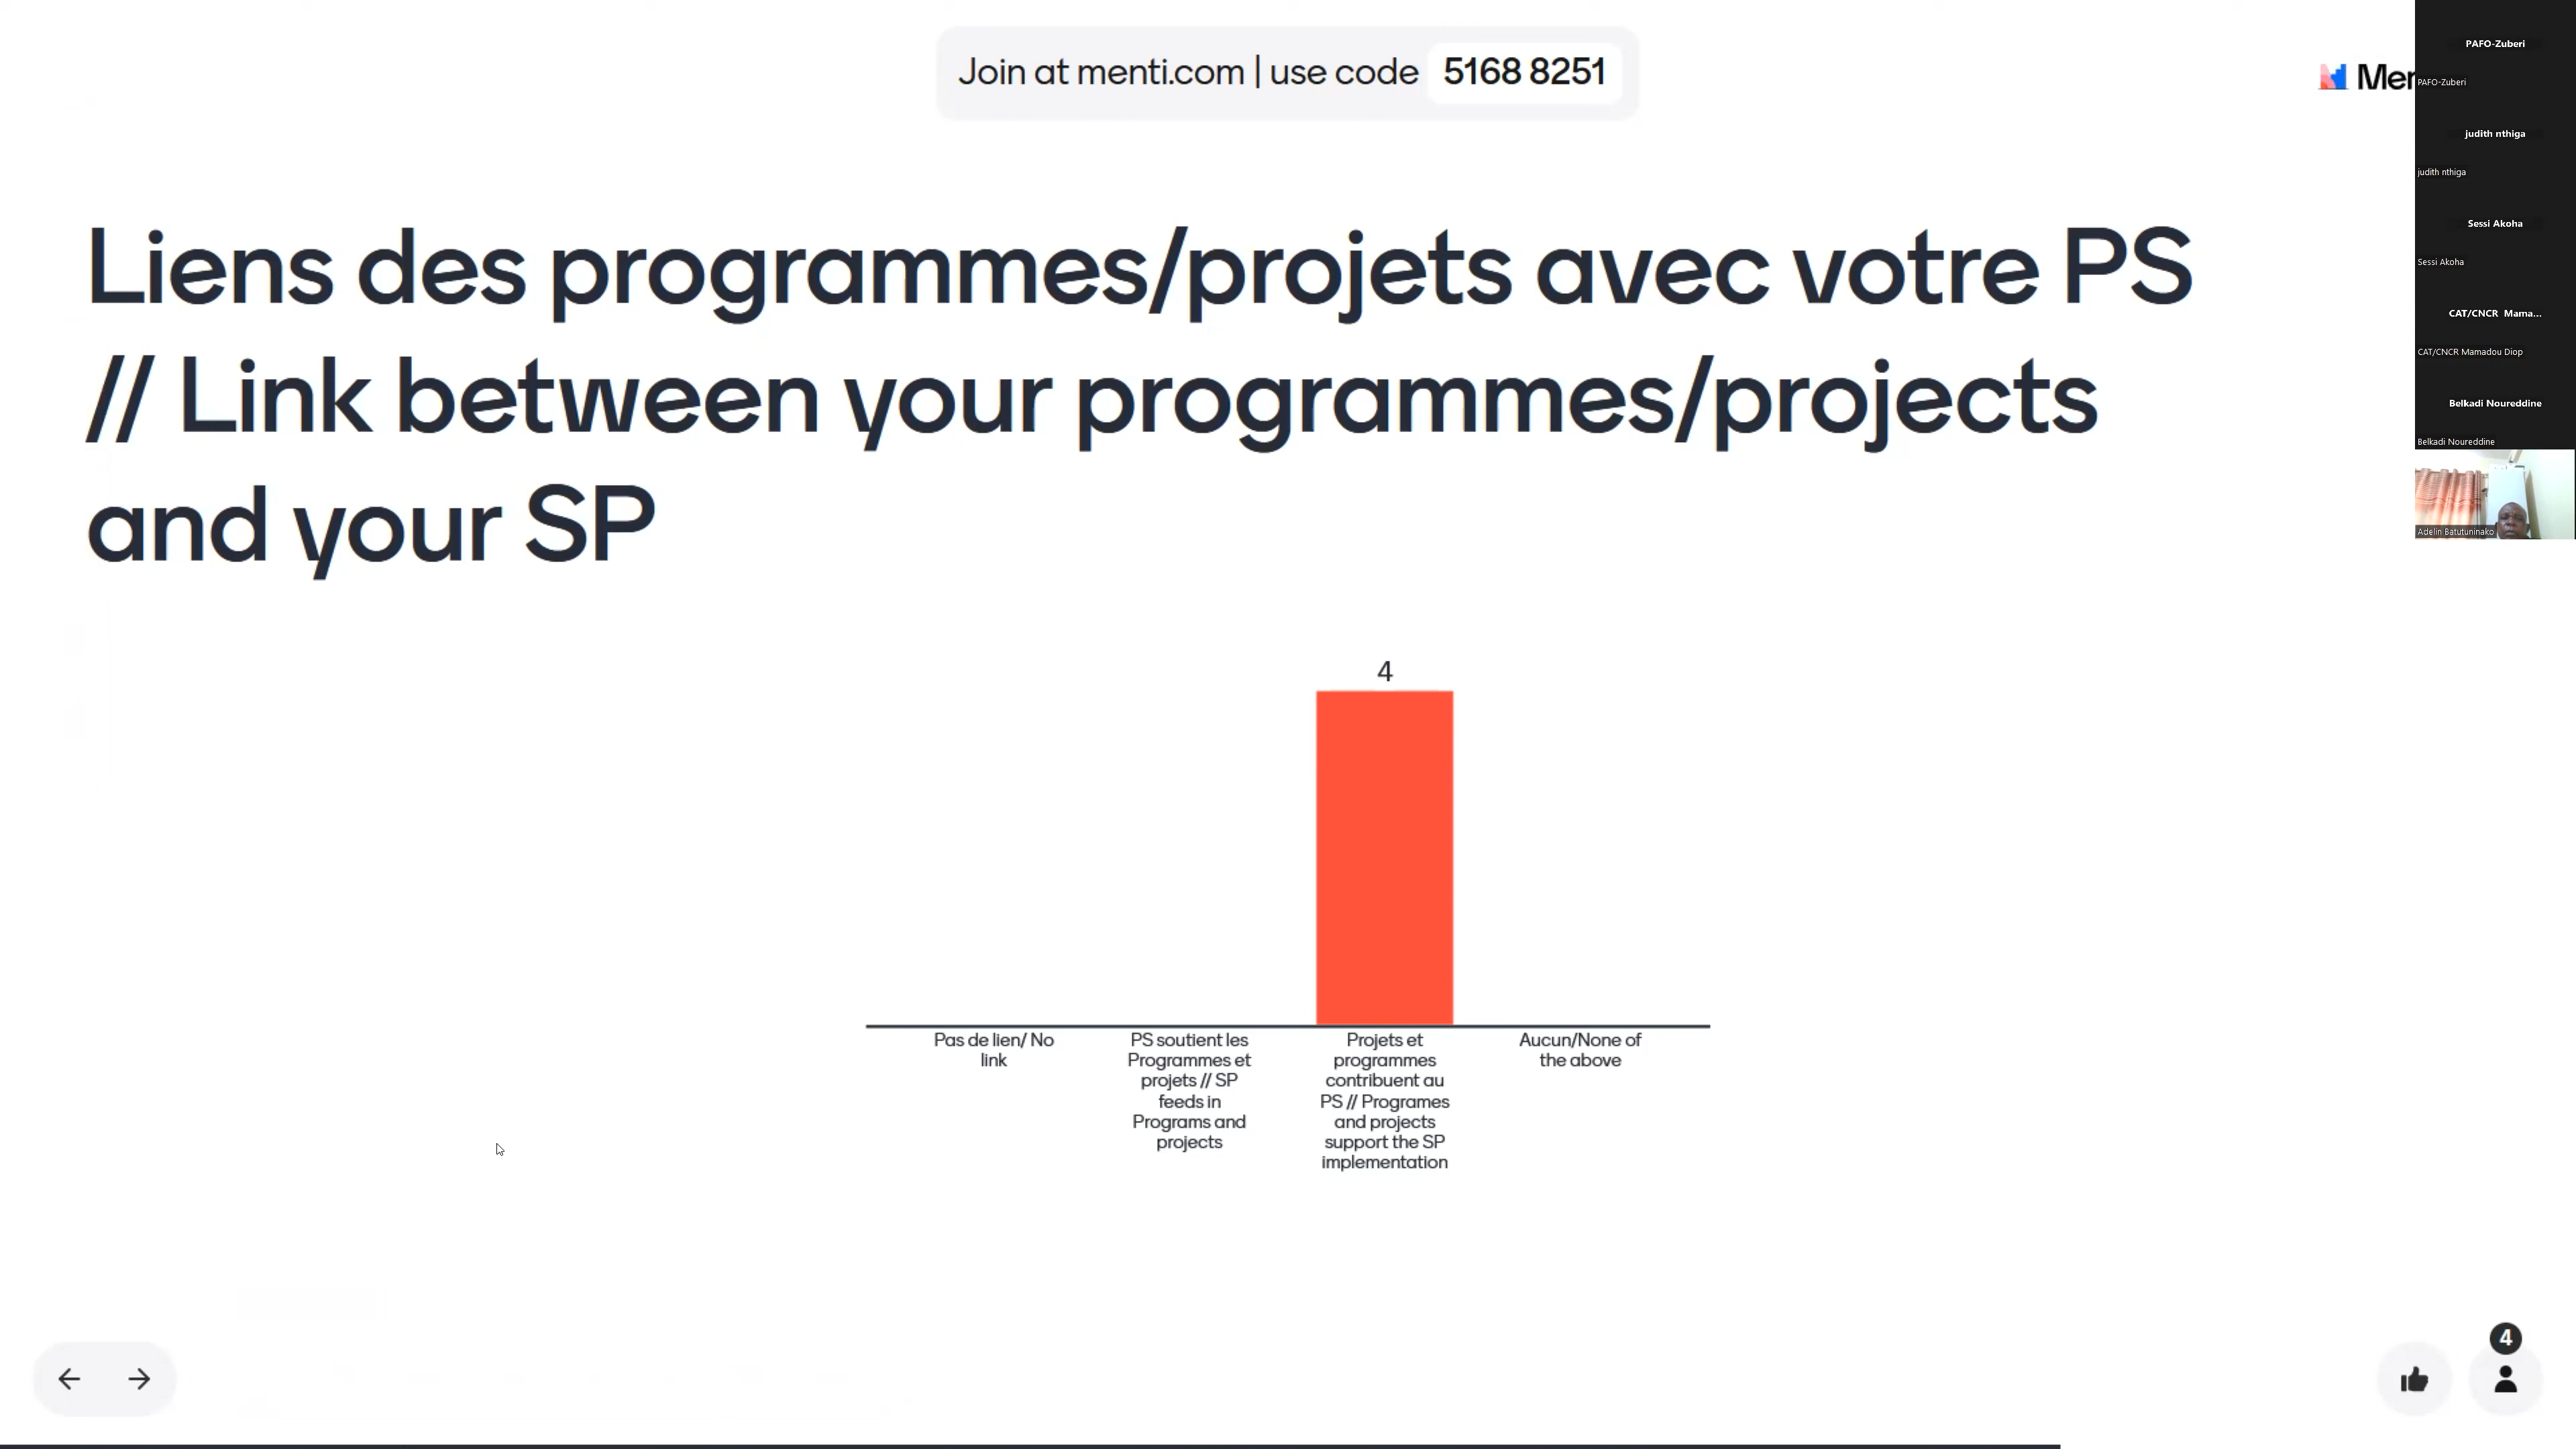 Join at menti.com | use code 5168 8251
Liens des programmes/projets avec votre PS
// Link between your programmes/projects
and your SP
4
Pas de lien/ No
link
PS soutient les
Programmes et
projets // SP
feeds in
Programs and
projects
Projets et
programmes
contribuent au
PS // Programes
and projects
support the SP
implementation
Aucun/None of
the above
4
Mer
PAFO-Zuberi
PAFO-Zuberi
judith nthiga
judith nthiga
Sessi Akoha
Sessi Akoha
CAT/CNCR Mama...
CAT/CNCR Mamadou Diop
Belkadi Noureddine
Belkadi Noureddine
Adelin Batutuninako